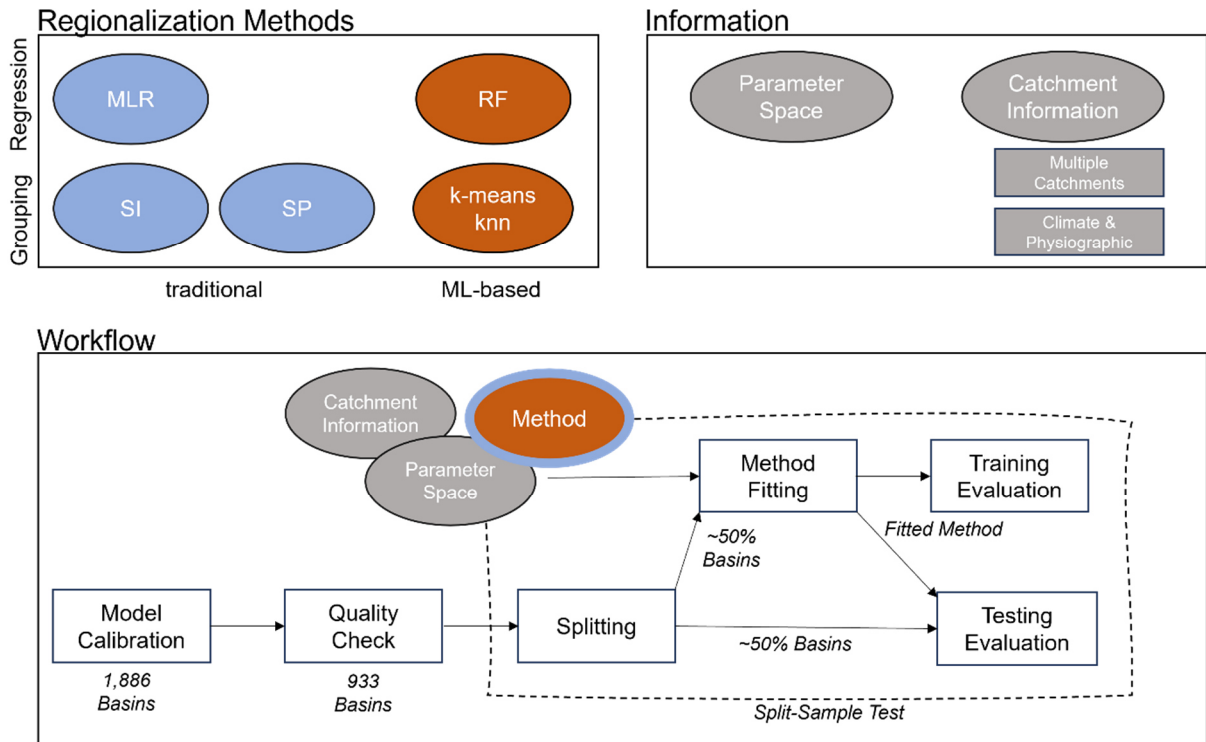 Regionalization Methods
Regression
Grouping
MLR
RF
SI
SP
k-means
knn
traditional
ML-based
Information
Parameter
Space
Catchment
Information
Multiple
Catchments
Climate &
Physiographic
Workflow
Catchment
Information
Method
Parameter
Space
Method
Fitting
Training
Evaluation
Fitted Method
~50%
Basins
Model
Calibration
Quality
Check
Splitting
~50% Basins
Testing
Evaluation
1,886
Basins
933
Basins
Split-Sample Test